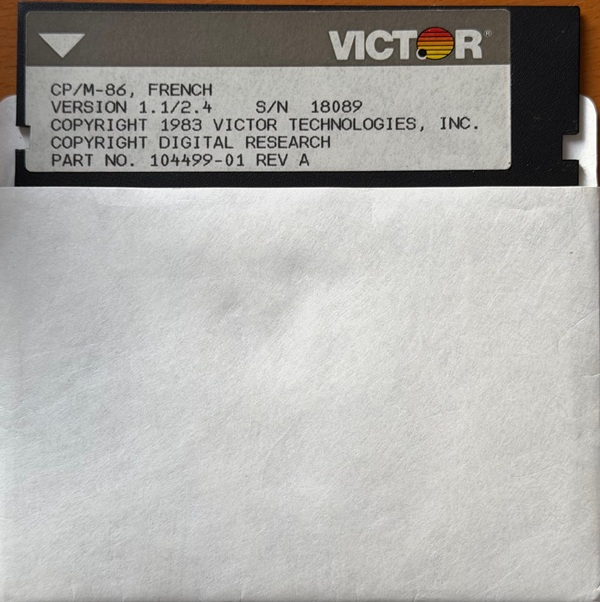 VICTOR®
CP/M-86, FRENCH
VERSION 1.1/2.4 S/N 18089
COPYRIGHT 1983 VICTOR TECHNOLOGIES, INC.
COPYRIGHT DIGITAL RESEARCH
PART NO. 104499-01 REV A